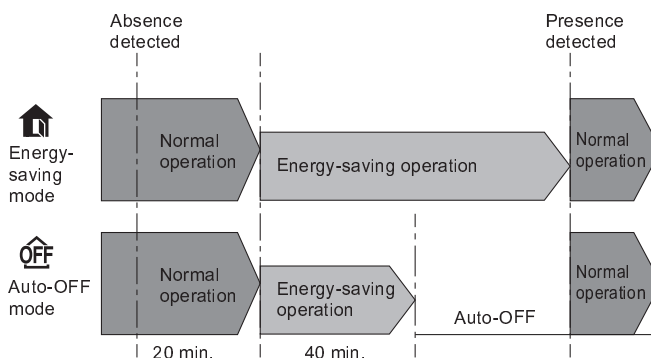 Absence
detected
Presence
detected
Energy-
saving
mode
Normal
operation
Energy-saving operation
Normal
operation
OFF
Auto-OFF
mode
Normal
operation
Energy-saving
operation
Auto-OFF
Normal
operation
20 min.
40 min.